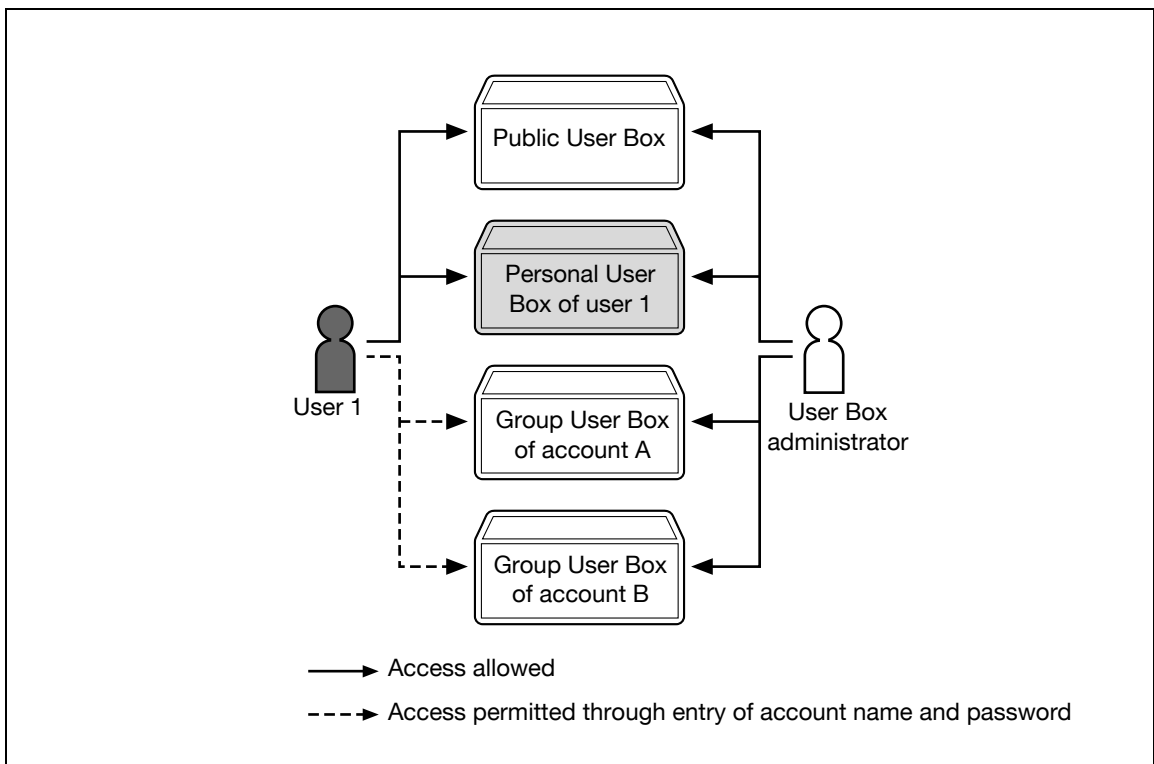 Public User Box
Personal User
Box of user 1
User 1
Group User Box
of account A
User Box
administrator
Group User Box
of account B
Access allowed
Access permitted through entry of account name and password